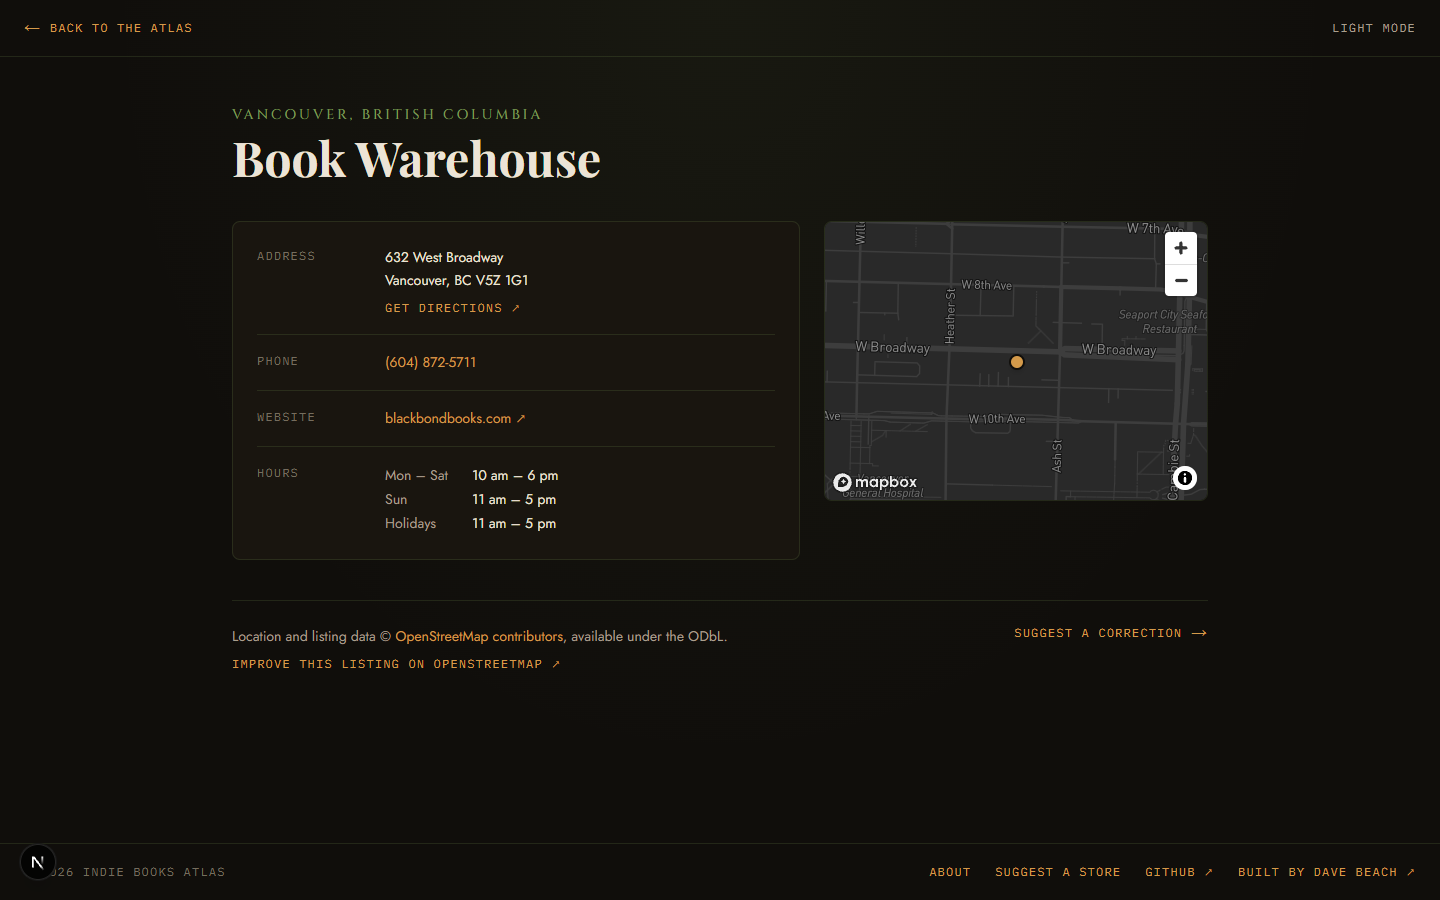 ← BACK TO THE ATLAS
LIGHT MODE
VANCOUVER, BRITISH COLUMBIA
Book Warehouse
ADDRESS
632 West Broadway
Vancouver, BC V5Z 1G1
GET DIRECTIONS ↗
PHONE
(604) 872-5711
WEBSITE
blackbondbooks.com ↗
HOURS
Mon – Sat 10 am – 6 pm
Sun 11 am – 5 pm
Holidays 11 am – 5 pm
W 7th Ave
W 8th Ave
Heather St
Seaport City
Restaurant
W Broadway
W Broadway
Ave
W 10th Ave
Ash St
St
mapbox
General Hospital
Location and listing data © OpenStreetMap contributors, available under the ODbL.
IMPROVE THIS LISTING ON OPENSTREETMAP ↗
SUGGEST A CORRECTION →
N
26 INDIE BOOKS ATLAS
ABOUT
SUGGEST A STORE
GITHUB ↗
BUILT BY DAVE BEACH ↗